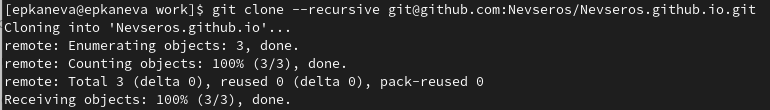 [epkaneva@epkaneva work]$ git clone --recursive git@github.com:Nevseros/Nevseros.github.io.git
Cloning into 'Nevseros.github.io'...
remote: Enumerating objects: 3, done.
remote: Counting objects: 100% (3/3), done.
remote: Total 3 (delta 0), reused 0 (delta 0), pack-reused 0
Receiving objects: 100% (3/3), done.